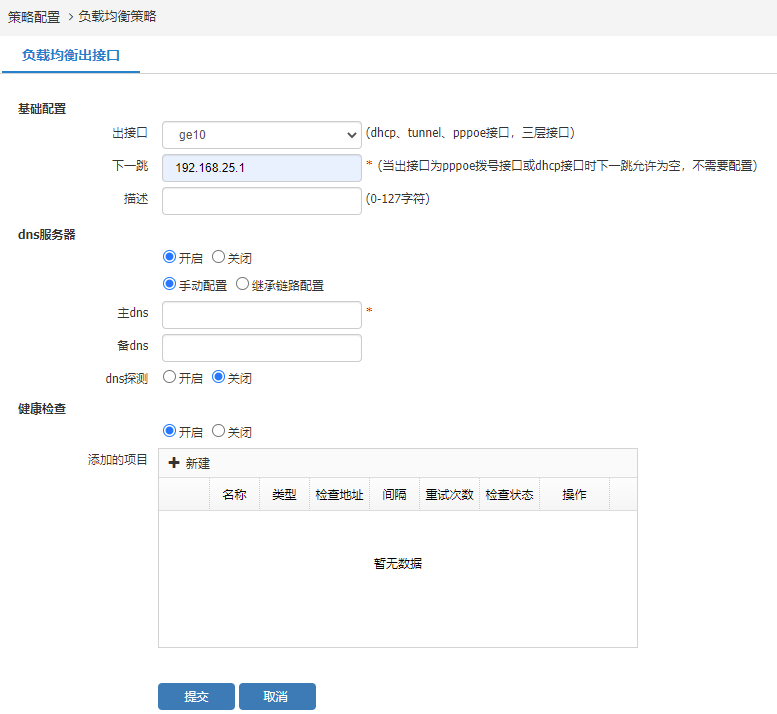 策略配置 > 负载均衡策略
负载均衡出接口
基础配置
出接口 ge10 (dhcp、tunnel、pppoe接口，三层接口)
下一跳 192.168.25.1 * (当出接口为pppoe拨号接口或dhcp接口时下一跳允许为空，不需要配置)
描述 (0-127字符)
dns服务器
开启 关闭
手动配置 继承链路配置
主dns *
备dns
dns探测 开启 关闭
健康检查
开启 关闭
添加的项目 + 新建
名称 类型 检查地址 间隔 重试次数 检查状态 操作
暂无数据
提交 取消